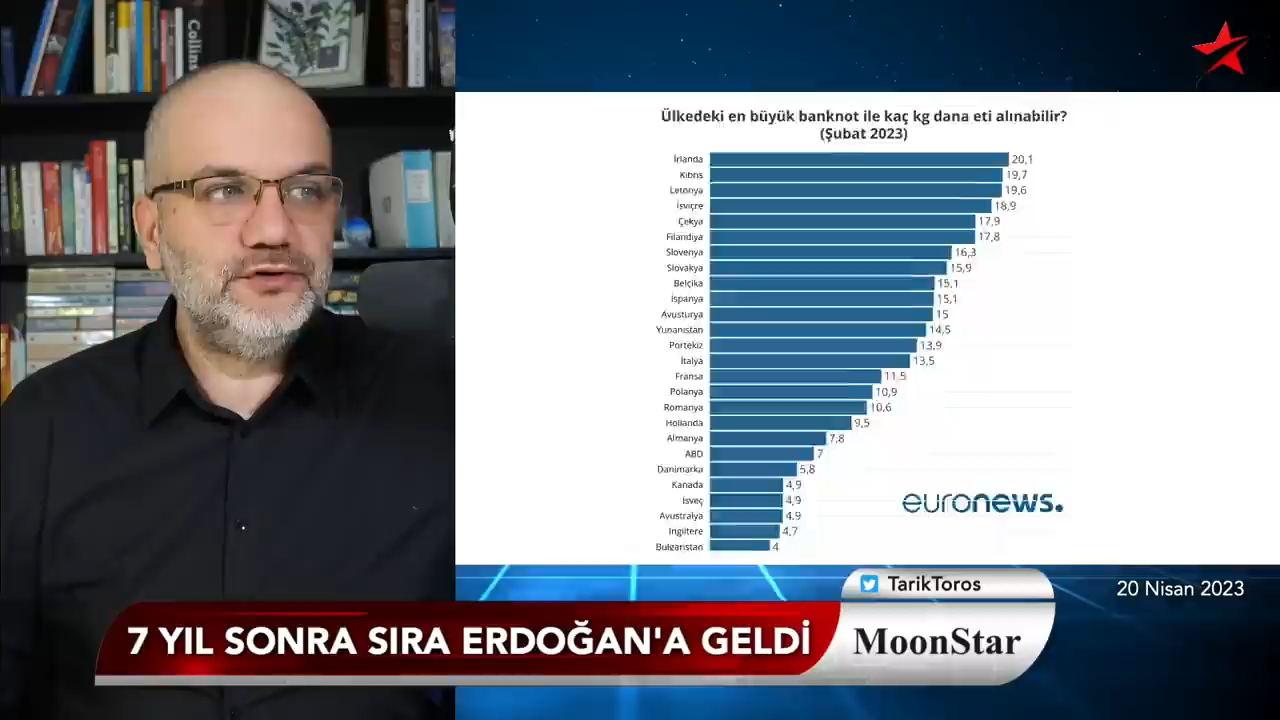 Collins
Ülkedeki en büyük banknot ile kaç kg dana eti alınabilir?
(Şubat 2023)
İrlanda 20,1
Kıbrıs 19,7
Letonya 19,6
İsviçre 18,9
Çekya 17,9
Filandiya 17,8
Slovenya 16,3
Slovakya 15,9
Belçika 15,1
İspanya 15,1
Avusturya 15
Yunanistan 14,5
Portekiz 13,9
İtalya 13,5
Fransa 11,5
Polanya 10,9
Romanya 10,6
Hollanda 9,5
Almanya 7,8
ABD 7
Danimarka 5,8
Kanada 4,9
İsveç 4,9
Avustralya 4,9
İngiltere 4,7
Bulgaristan 4
euronews.
TarikToros
20 Nisan 2023
7 YIL SONRA SIRA ERDOĞAN'A GELDİ
MoonStar